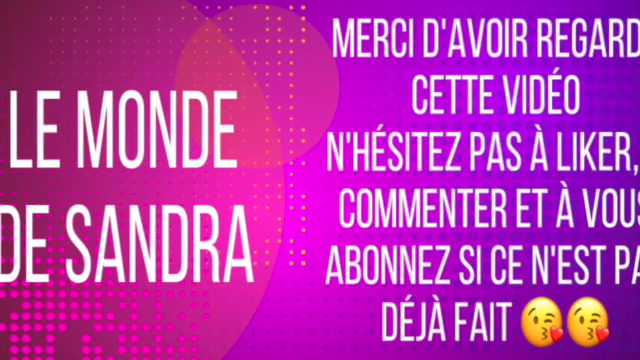 LE MONDE
DE SANDRA
MERCI D'AVOIR REGARD
CETTE VIDÉO
N'HÉSITEZ PAS À LIKER,
COMMENTER ET À VOUS
ABONNEZ SI CE N'EST PA
DÉJÀ FAIT 😘😘